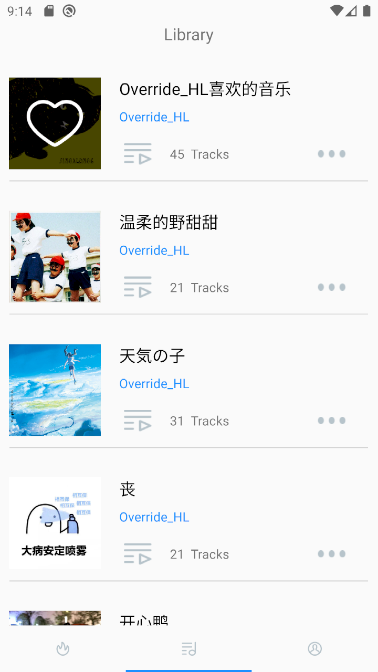 9:14
Library
Override_HL喜欢的音乐
Override_HL
45 Tracks
温柔的野甜甜
Override_HL
21 Tracks
天気の子
Override_HL
31 Tracks
丧
Override_HL
21 Tracks
大病安定喷雾
开心鸭